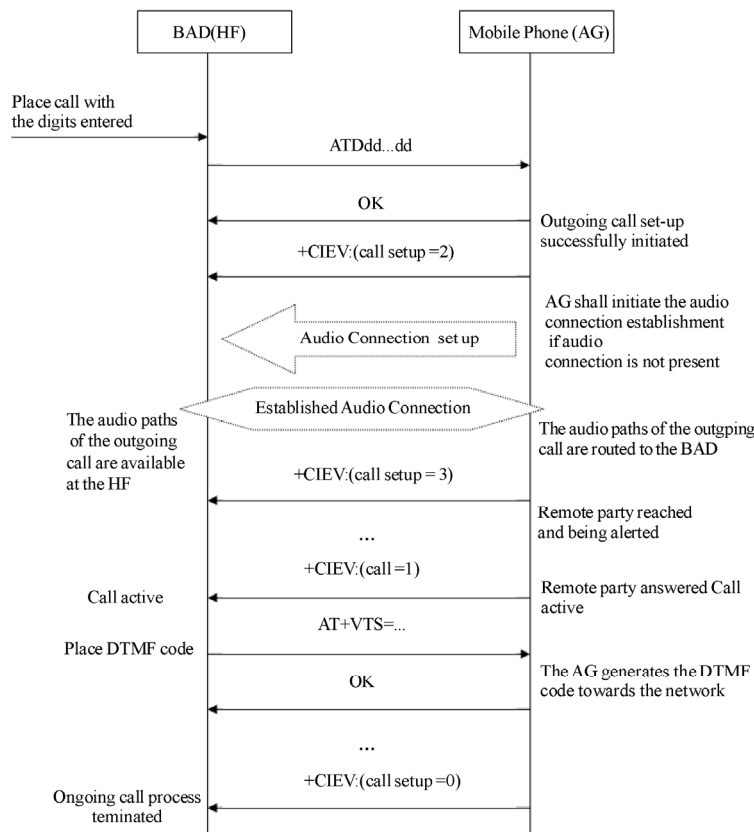 BAD(HF)
Mobile Phone (AG)
Place call with
the digits entered
ATDdd...dd
OK
Outgoing call set-up
successfully initiated
+CIEV:(call setup =2)
AG shall initiate the audio
connection establishment
if audio
connection is not present
Audio Connection set up
Established Audio Connection
The audio paths
of the outgoing
call are available
at the HF
The audio paths of the outgping
call are routed to the BAD
+CIEV:(call setup = 3)
Remote party reached
and being alerted
...
+CIEV:(call =1)
Call active
Remote party answered Call
active
AT+VTS=...
Place DTMF code
The AG generates the DTMF
code towards the network
OK
...
+CIEV:(call setup =0)
Ongoing call process
teminated